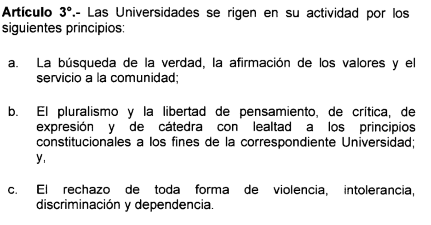 Artículo 3º.- Las Universidades se rigen en su actividad por los
siguientes principios:
a. La búsqueda de la verdad, la afirmación de los valores y el
servicio a la comunidad;
b. El pluralismo y la libertad de pensamiento, de crítica, de
expresión y de cátedra con lealtad a los principios
constitucionales a los fines de la correspondiente Universidad;
y,
c. El rechazo de toda forma de violencia, intolerancia,
discriminación y dependencia.